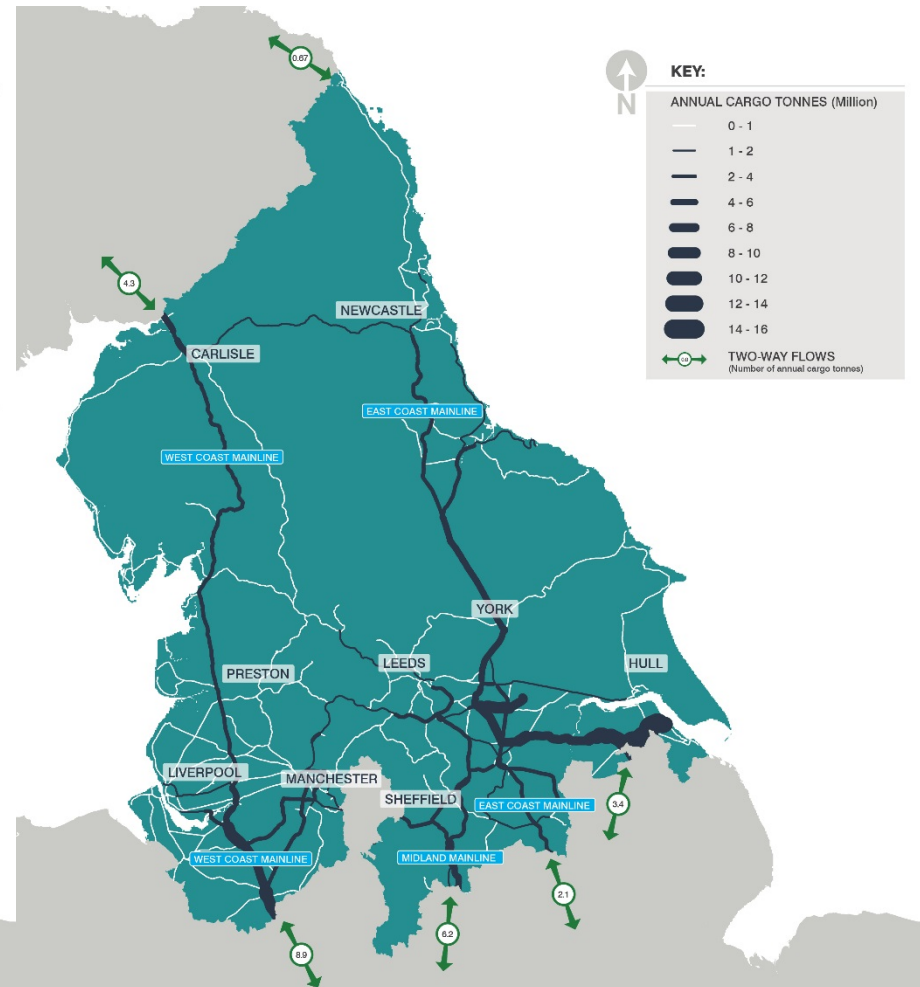 0.67
KEY:
N
ANNUAL CARGO TONNES (Million)
0 - 1
1 - 2
2 - 4
4 - 6
6 - 8
8 - 10
10 - 12
12 - 14
14 - 16
0.8
TWO-WAY FLOWS
(Number of annual cargo tonnes)
4.3
NEWCASTLE
CARLISLE
EAST COAST MAINLINE
WEST COAST MAINLINE
YORK
LEEDS
HULL
PRESTON
LIVERPOOL
MANCHESTER
SHEFFIELD
EAST COAST MAINLINE
3.4
WEST COAST MAINLINE
MIDLAND MAINLINE
2.1
6.2
8.9